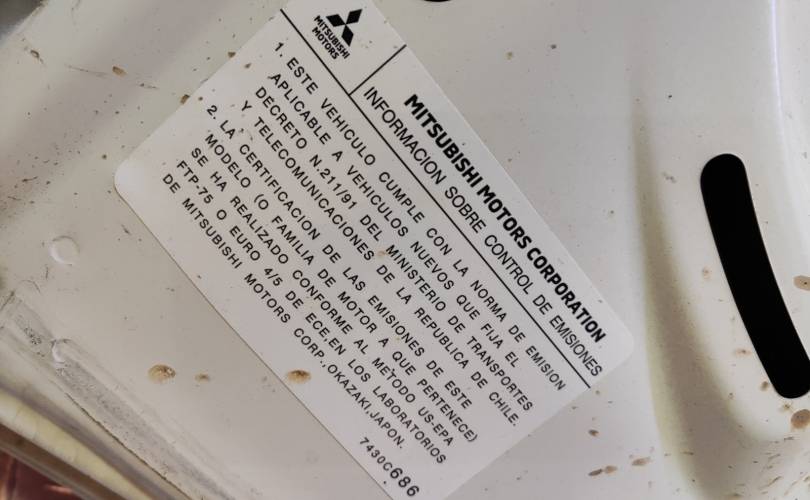 MITSUBISHI
MOTORS
MITSUBISHI MOTORS CORPORATION
INFORMACION SOBRE CONTROL DE EMISIONES
1. ESTE VEHICULO CUMPLE CON LA NORMA DE EMISION
APLICABLE A VEHICULOS NUEVOS QUE FIJA EL
DECRETO N.211/91 DEL MINISTERIO DE TRANSPORTES
Y TELECOMUNICACIONES DE LA REPUBLICA DE CHILE.
2. LA CERTIFICACION DE LAS EMISIONES DE ESTE
MODELO (O FAMILIA DE MOTOR A QUE PERTENECE)
SE HA REALIZADO CONFORME AL METODO US-EPA
FTP-75 O EURO 4/5 DE ECE.EN LOS LABORATORIOS
DE MITSUBISHI MOTORS CORP.,OKAZAKI,JAPON.
7430C686